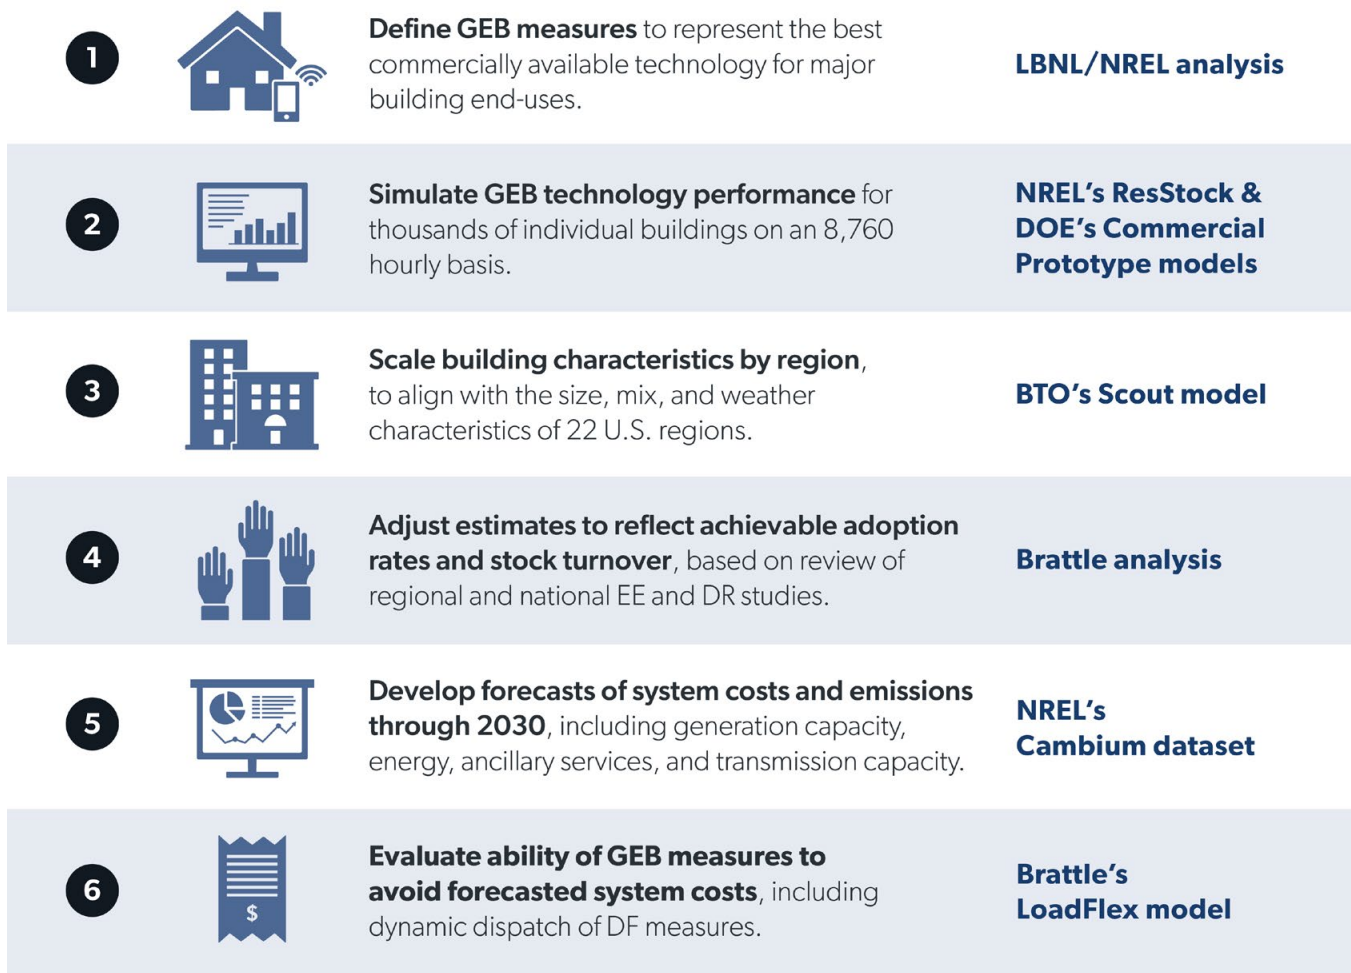 1
Define GEB measures to represent the best
commercially available technology for major
building end-uses.
LBNL/NREL analysis
2
Simulate GEB technology performance for
thousands of individual buildings on an 8,760
hourly basis.
NREL’s ResStock &
DOE’s Commercial
Prototype models
3
Scale building characteristics by region,
to align with the size, mix, and weather
characteristics of 22 U.S. regions.
BTO’s Scout model
4
Adjust estimates to reflect achievable adoption
rates and stock turnover, based on review of
regional and national EE and DR studies.
Brattle analysis
5
Develop forecasts of system costs and emissions
through 2030, including generation capacity,
energy, ancillary services, and transmission capacity.
NREL’s
Cambium dataset
6
$
Evaluate ability of GEB measures to
avoid forecasted system costs, including
dynamic dispatch of DF measures.
Brattle’s
LoadFlex model